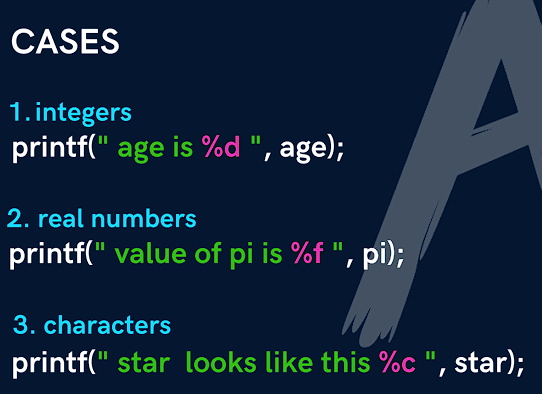 CASES
1. integers
printf(" age is %d ", age);
2. real numbers
printf(" value of pi is %f ", pi);
3. characters
printf(" star  looks like this %c ", star);